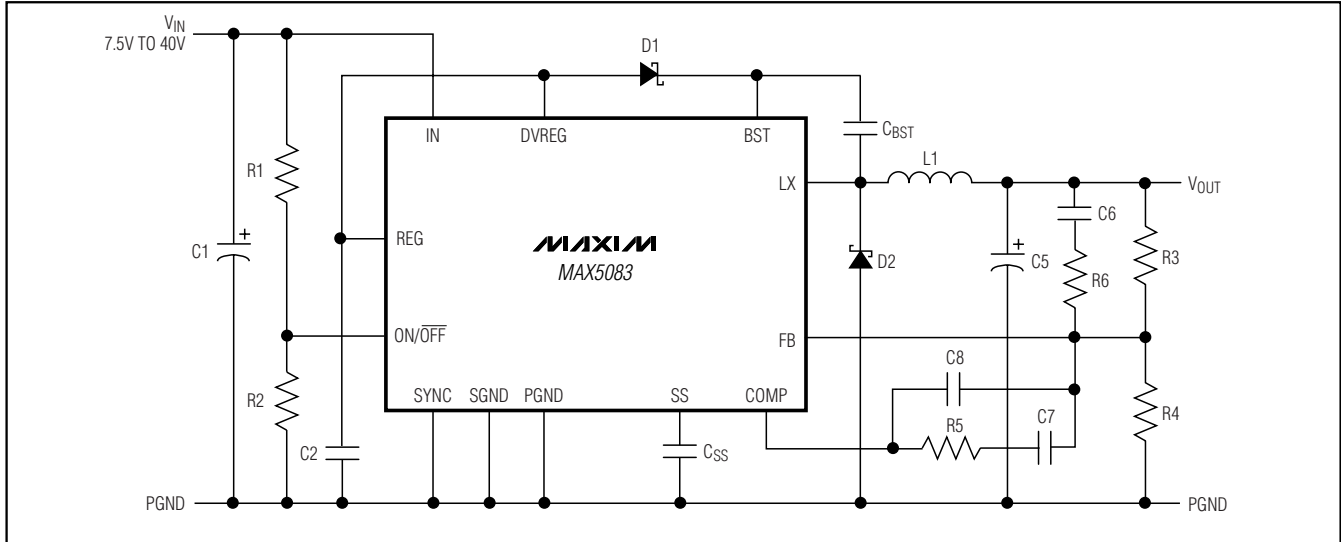 VIN
7.5V TO 40V
D1
IN
DVREG
BST
CBST
R1
LX
L1
VOUT
C6
C1
+
REG
MAXIM
MAX5083
D2
+
C5
R6
R3
ON/OFF
FB
C8
R2
SYNC
SGND
PGND
SS
COMP
R4
C2
CSS
R5
C7
PGND
PGND